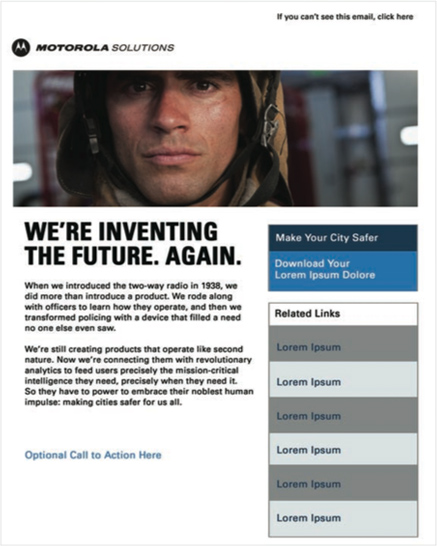 If you can't see this email, click here
MOTOROLA SOLUTIONS
WE'RE INVENTING
THE FUTURE. AGAIN.
When we introduced the two-way radio in 1938, we
did more than introduce a product. We rode along
with officers to learn how they operate, and then we
transformed policing with a device that filled a need
no one else even saw.
We're still creating products that operate like second
nature. Now we're connecting them with revolutionary
analytics to feed users precisely the mission-critical
intelligence they need, precisely when they need it.
So they have to power to embrace their noblest human
impulse: making cities safer for us all.
Optional Call to Action Here
Make Your City Safer
Download Your
Lorem Ipsum Dolore
Related Links
Lorem Ipsum
Lorem Ipsum
Lorem Ipsum
Lorem Ipsum
Lorem Ipsum
Lorem Ipsum